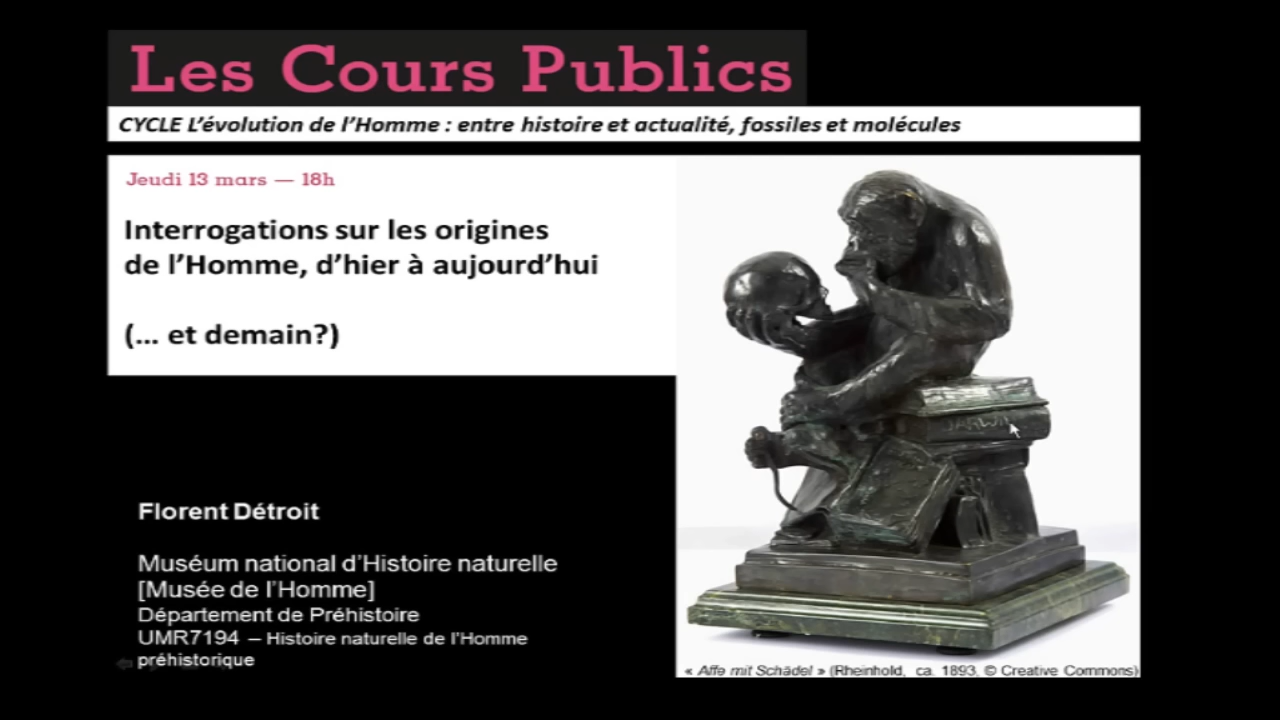 Les Cours Publics
CYCLE L'évolution de l'Homme : entre histoire et actualité, fossiles et molécules
Jeudi 13 mars — 18h
Interrogations sur les origines
de l'Homme, d'hier à aujourd'hui
(... et demain?)
DARWIN
Florent Détroit
Muséum national d'Histoire naturelle
[Musée de l'Homme]
Département de Préhistoire
UMR7194 – Histoire naturelle de l'Homme
préhistorique
« Affe mit Schädel » (Rheinhold, ca. 1893, © Creative Commons)